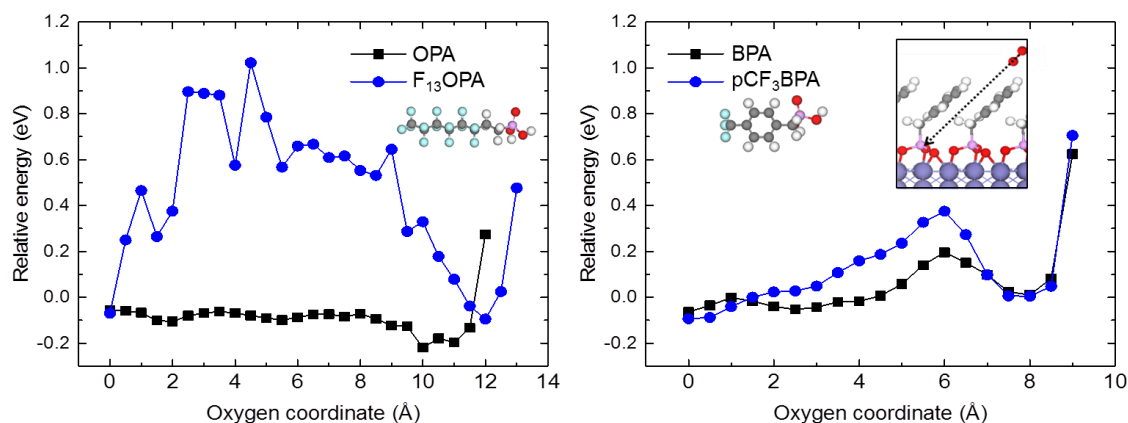 1.2
1.0
0.8
0.6
0.4
0.2
0.0
-0.2
Relative energy (eV)
OPA
F₁₃OPA
0 2 4 6 8 10 12 14
Oxygen coordinate (Å)
1.2
1.0
0.8
0.6
0.4
0.2
0.0
-0.2
Relative energy (eV)
BPA
pCF₃BPA
0 2 4 6 8 10
Oxygen coordinate (Å)